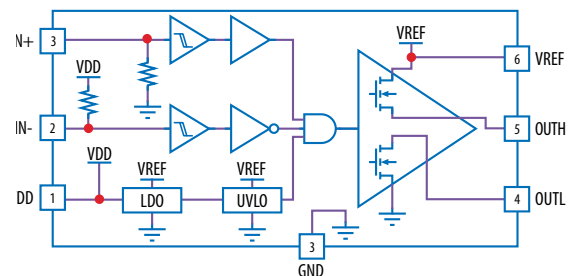 IN+
3
VREF
6
VREF
VDD
IN-
2
5
OUTH
VDD
VREF
VREF
DD
1
LDO
UVLO
4
OUTL
3
GND